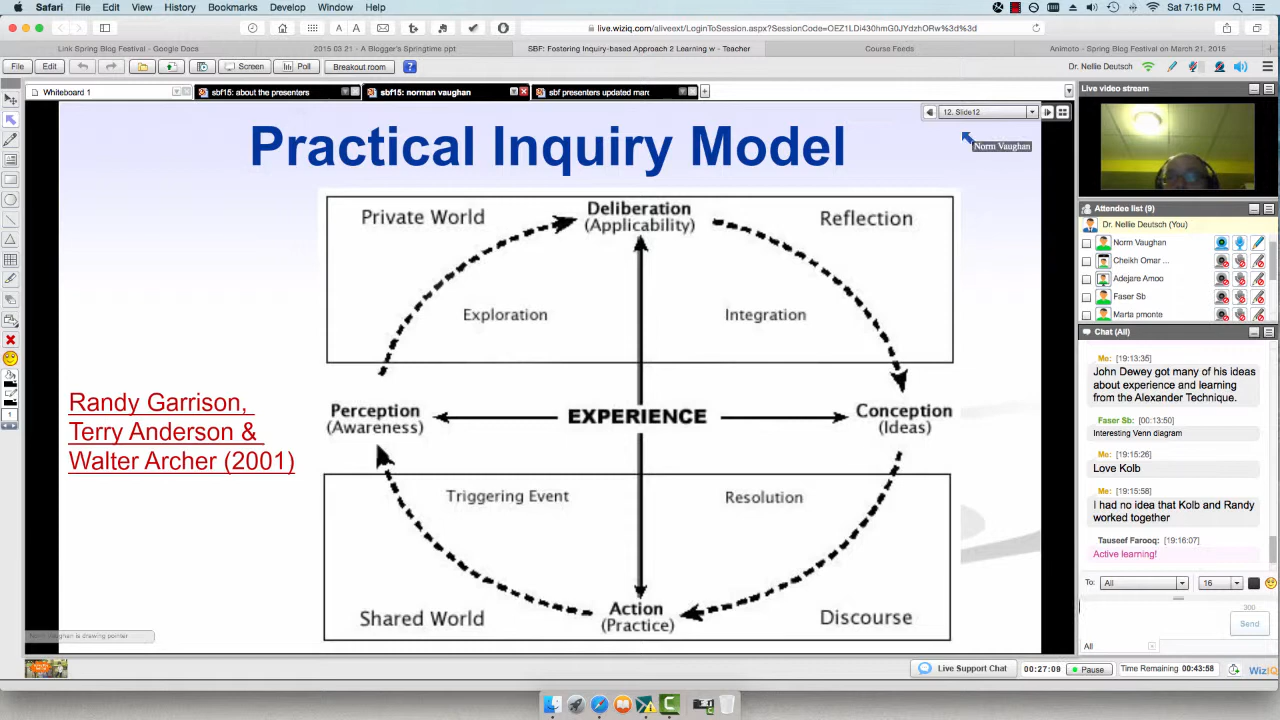 Safari File Edit View History Bookmarks Develop Window Help
Sat 7:16 PM
live.wiziq.com/aliveext/LoginToSession.aspx?SessionCode=OEZ1LDi430hmG0JYdzhORw%3d%3d
Link Spring Blog Festival - Google Docs
2015 03 21 - A Blogger's Springtime ppt
SBF: Fostering Inquiry-based Approach 2 Learning w - Teacher
Course Feeds
Animoto - Spring Blog Festival on March 21, 2015
File Edit
Screen
Poll
Breakout room
?
Dr. Nellie Deutsch
Whiteboard 1
sbf15: about the presenters
sbf15: norman vaughan
sbf presenters updated marc
12. Slide12
Norm Vaughan
Practical Inquiry Model
Private World
Deliberation
(Applicability)
Reflection
Exploration
Integration
Randy Garrison,
Terry Anderson &
Walter Archer (2001)
Perception
(Awareness)
EXPERIENCE
Conception
(Ideas)
Triggering Event
Resolution
Shared World
Action
(Practice)
Discourse
Norm Vaughan is drawing pointer
1
Live video stream
Attendee list (9)
Dr. Nellie Deutsch (You)
Norm Vaughan
Cheikh Omar ...
Adejare Amoo
Faser Sb
Marta pmonte
Chat (All)
Me: [19:13:35]
John Dewey got many of his ideas
about experience and learning
from the Alexander Technique.
Faser Sb: [00:13:50]
Interesting Venn diagram
Me: [19:15:26]
Love Kolb
Me: [19:15:58]
I had no idea that Kolb and Randy
worked together
Tauseef Farooq: [19:16:07]
Active learning!
To: All 16
300
Send
All
Live Support Chat
00:27:09
Pause
Time Remaining 00:43:58
WizIQ